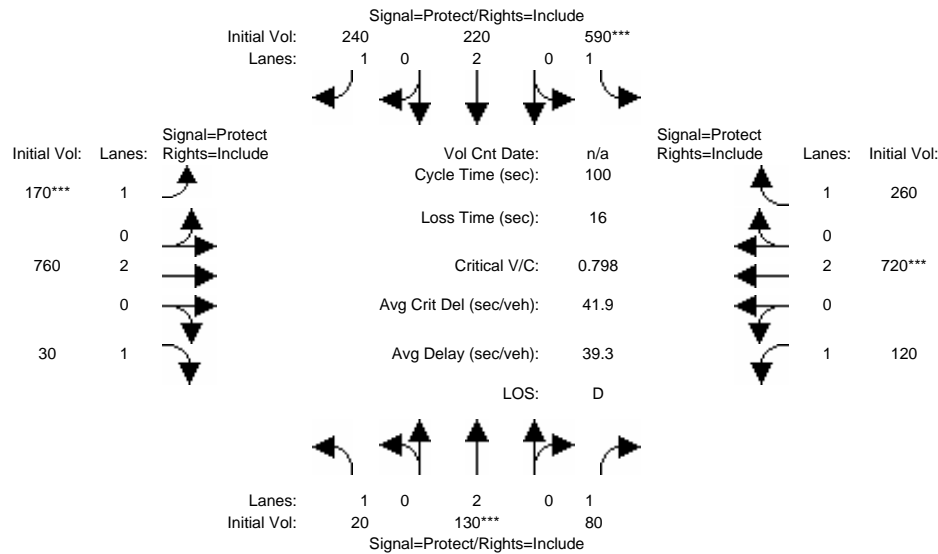 Signal=Protect/Rights=Include
Initial Vol: 240 220 590***
Lanes: 1 0 2 0 1
Signal=Protect Signal=Protect
Initial Vol: Lanes: Rights=Include Vol Cnt Date: n/a Rights=Include Lanes: Initial Vol:
Cycle Time (sec): 100
170*** 1 1 260
Loss Time (sec): 16
0 0
760 2 Critical V/C: 0.798 2 720***
0 Avg Crit Del (sec/veh): 41.9 0
30 1 Avg Delay (sec/veh): 39.3 1 120
LOS: D
Lanes: 1 0 2 0 1
Initial Vol: 20 130*** 80
Signal=Protect/Rights=Include